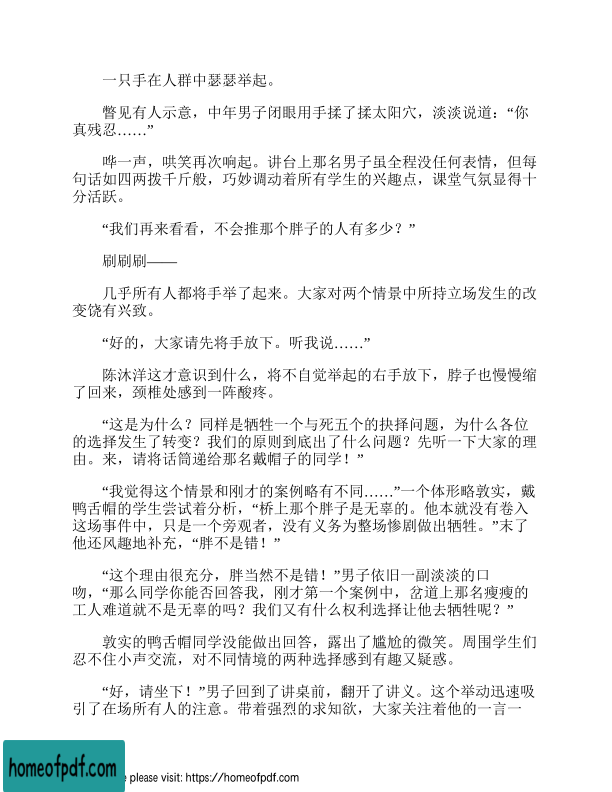 一只手在人群中瑟瑟举起。
瞥见有人示意，中年男子闭眼用手揉了揉太阳穴，淡淡说道：“你
真残忍……”
哗一声，哄笑再次响起。讲台上那名男子虽全程没任何表情，但每
句话如四两拨千斤般，巧妙调动着所有学生的兴趣点，课堂气氛显得十
分活跃。
“我们再来看看，不会推那个胖子的人有多少？”
刷刷刷——
几乎所有人都将手举了起来。大家对两个情景中所持立场发生的改
变饶有兴致。
“好的，大家请先将手放下。听我说……”
陈沐洋这才意识到什么，将不自觉举起的右手放下，脖子也慢慢缩
了回来，颈椎处感到一阵酸疼。
“这是为什么？同样是牺牲一个与死五个的抉择问题，为什么各位
的选择发生了转变？我们的原则到底出了什么问题？先听一下大家的理
由。来，请将话筒递给那名戴帽子的同学！”
“我觉得这个情景和刚才的案例略有不同……”一个体形略敦实，戴
鸭舌帽的学生尝试着分析，“桥上那个胖子是无辜的。他本就没有卷入
这场事件中，只是一个旁观者，没有义务为整场惨剧做出牺牲。”末了
他还风趣地补充，“胖不是错！”
“这个理由很充分，胖当然不是错！”男子依旧一副淡淡的口
吻，“那么同学你能否回答我，刚才第一个案例中，岔道上那名瘦瘦的
工人难道就不是无辜的吗？我们又有什么权利选择让他去牺牲呢？”
敦实的鸭舌帽同学没能做出回答，露出了尴尬的微笑。周围学生们
忍不住小声交流，对不同情境的两种选择感到有趣又疑惑。
“好，请坐下！”男子回到了讲桌前，翻开了讲义。这个举动迅速吸
引了在场所有人的注意。带着强烈的求知欲，大家关注着他的一言一
homeofpdf.com
e please visit: https://homeofpdf.com